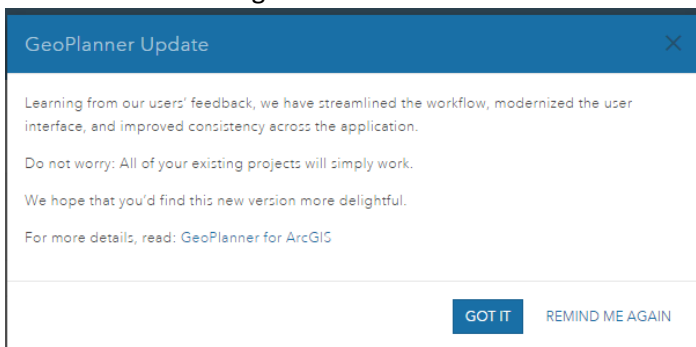 GeoPlanner Update
Learning from our users' feedback, we have streamlined the workflow, modernized the user
interface, and improved consistency across the application.
Do not worry: All of your existing projects will simply work.
We hope that you'd find this new version more delightful.
For more details, read: GeoPlanner for ArcGIS
GOT IT REMIND ME AGAIN